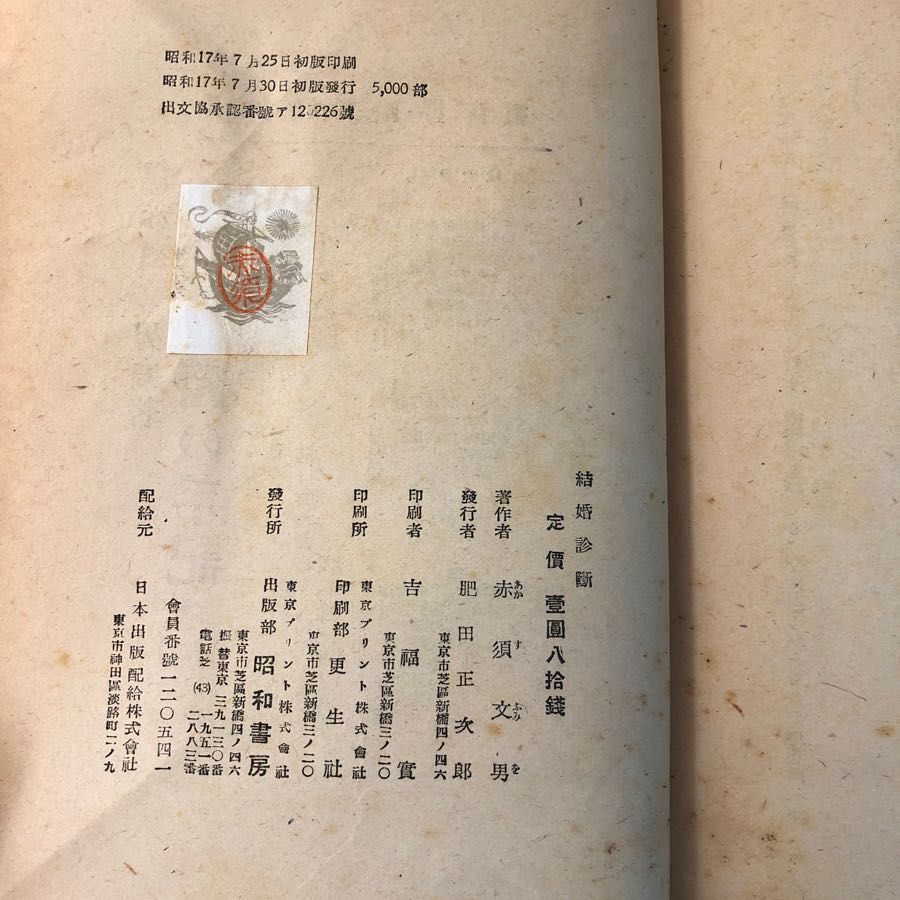 昭和17年7月25日初版印刷
昭和17年7月30日初版發行 5,000部
出文協承認番號ア12 226號
赤須
結婚診斷
定價 壹圓八拾錢
著作者 赤須文男
あか す ふみ を
發行者 肥田正次郎
東京市芝區新橋四ノ四六
印刷者 吉福實
東京市芝區新橋三ノ二〇
印刷所 東京プリント株式會社
印刷部 更生社
東京市芝區新橋三ノ二〇
發行所 東京プリント株式會社
出版部 昭和書房
東京市芝區新橋四ノ四六
振替東京 三九一三〇番
電話芝(43) 一九五一番
二八八三番
會員番號一二〇五四一
配給元 日本出版配給株式會社
東京市神田區淡路町二ノ九